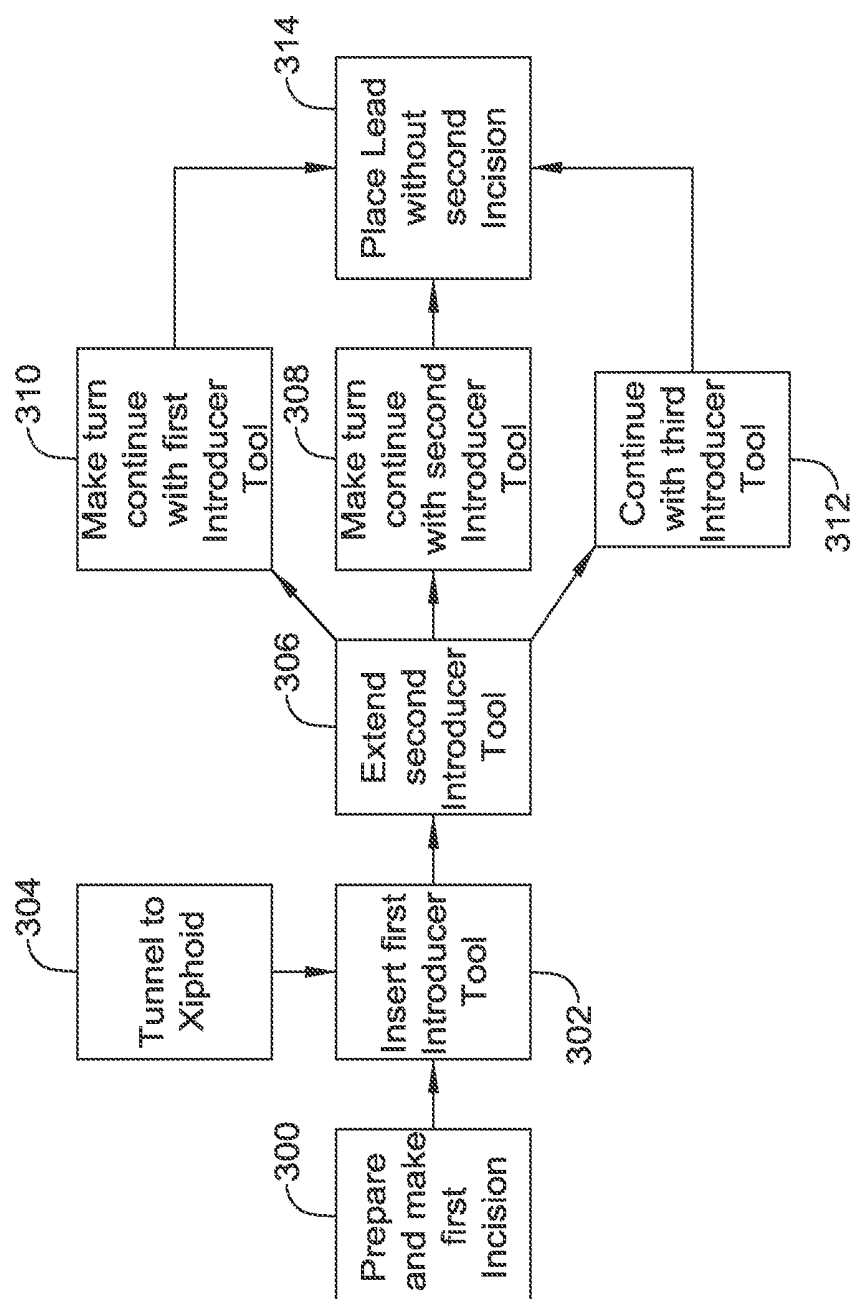 300
Prepare
and make
first
Incision
304
Tunnel to
Xiphoid
Insert first
Introducer
Tool
302
306
Extend
second
Introducer
Tool
310
Make turn
continue
with first
Introducer
Tool
308
Make turn
continue
with second
Introducer
Tool
Continue
with third
Introducer
Tool
312
314
Place Lead
without
second
Incision